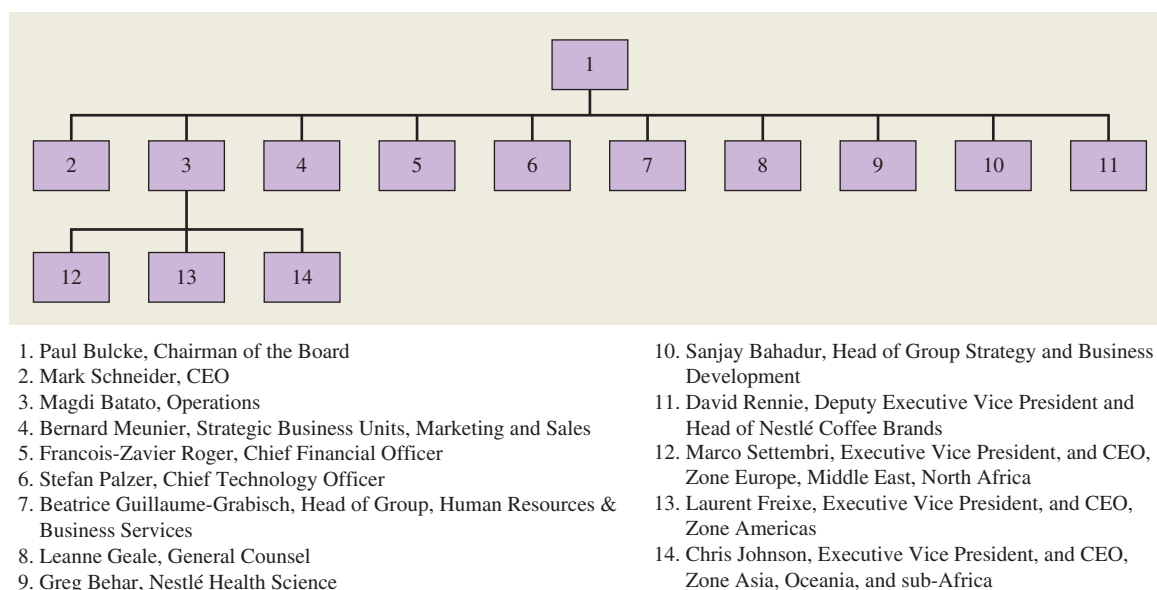 1
2 3 4 5 6 7 8 9 10 11
12 13 14
1. Paul Bulcke, Chairman of the Board
2. Mark Schneider, CEO
3. Magdi Batato, Operations
4. Bernard Meunier, Strategic Business Units, Marketing and Sales
5. Francois-Zavier Roger, Chief Financial Officer
6. Stefan Palzer, Chief Technology Officer
7. Beatrice Guillaume-Grabisch, Head of Group, Human Resources &
Business Services
8. Leanne Geale, General Counsel
9. Greg Behar, Nestlé Health Science
10. Sanjay Bahadur, Head of Group Strategy and Business
Development
11. David Rennie, Deputy Executive Vice President and
Head of Nestlé Coffee Brands
12. Marco Settembri, Executive Vice President, and CEO,
Zone Europe, Middle East, North Africa
13. Laurent Freixe, Executive Vice President, and CEO,
Zone Americas
14. Chris Johnson, Executive Vice President, and CEO,
Zone Asia, Oceania, and sub-Africa